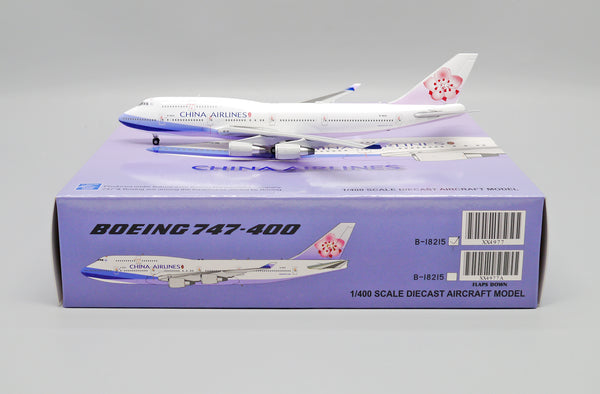 CHINA AIRLINES
CHINA AIRLINES
1/400 SCALE DIECAST AIRCRAFT MODEL
BOEING 747-400
CHINA AIRLINES
B-18215
XX4977
B-18215
XX4977A
FLAPS DOWN
1/400 SCALE DIECAST AIRCRAFT MODEL